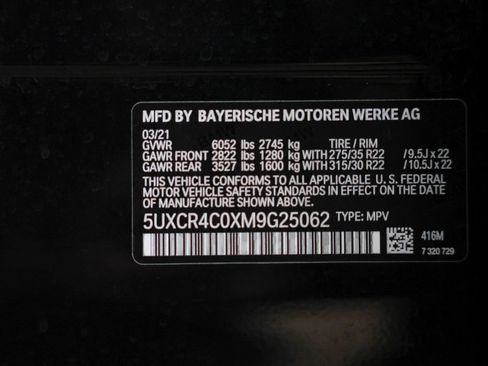 MFD BY BAYERISCHE MOTOREN WERKE AG
03/21
GVWR 6052 lbs 2745 kg TIRE / RIM
GAWR FRONT 2822 lbs 1280 kg WITH 275/35 R22 /9.5J x 22
GAWR REAR 3527 lbs 1600 kg WITH 315/30 R22 /10.5J x 22
THIS VEHICLE CONFORMS TO ALL APPLICABLE U.S. FEDERAL
MOTOR VEHICLE SAFETY STANDARDS IN EFFECT ON THE DATE
OF MANUFACTURE SHOWN ABOVE.
5UXCR4C0XM9G25062 TYPE: MPV
416M
7 320 729